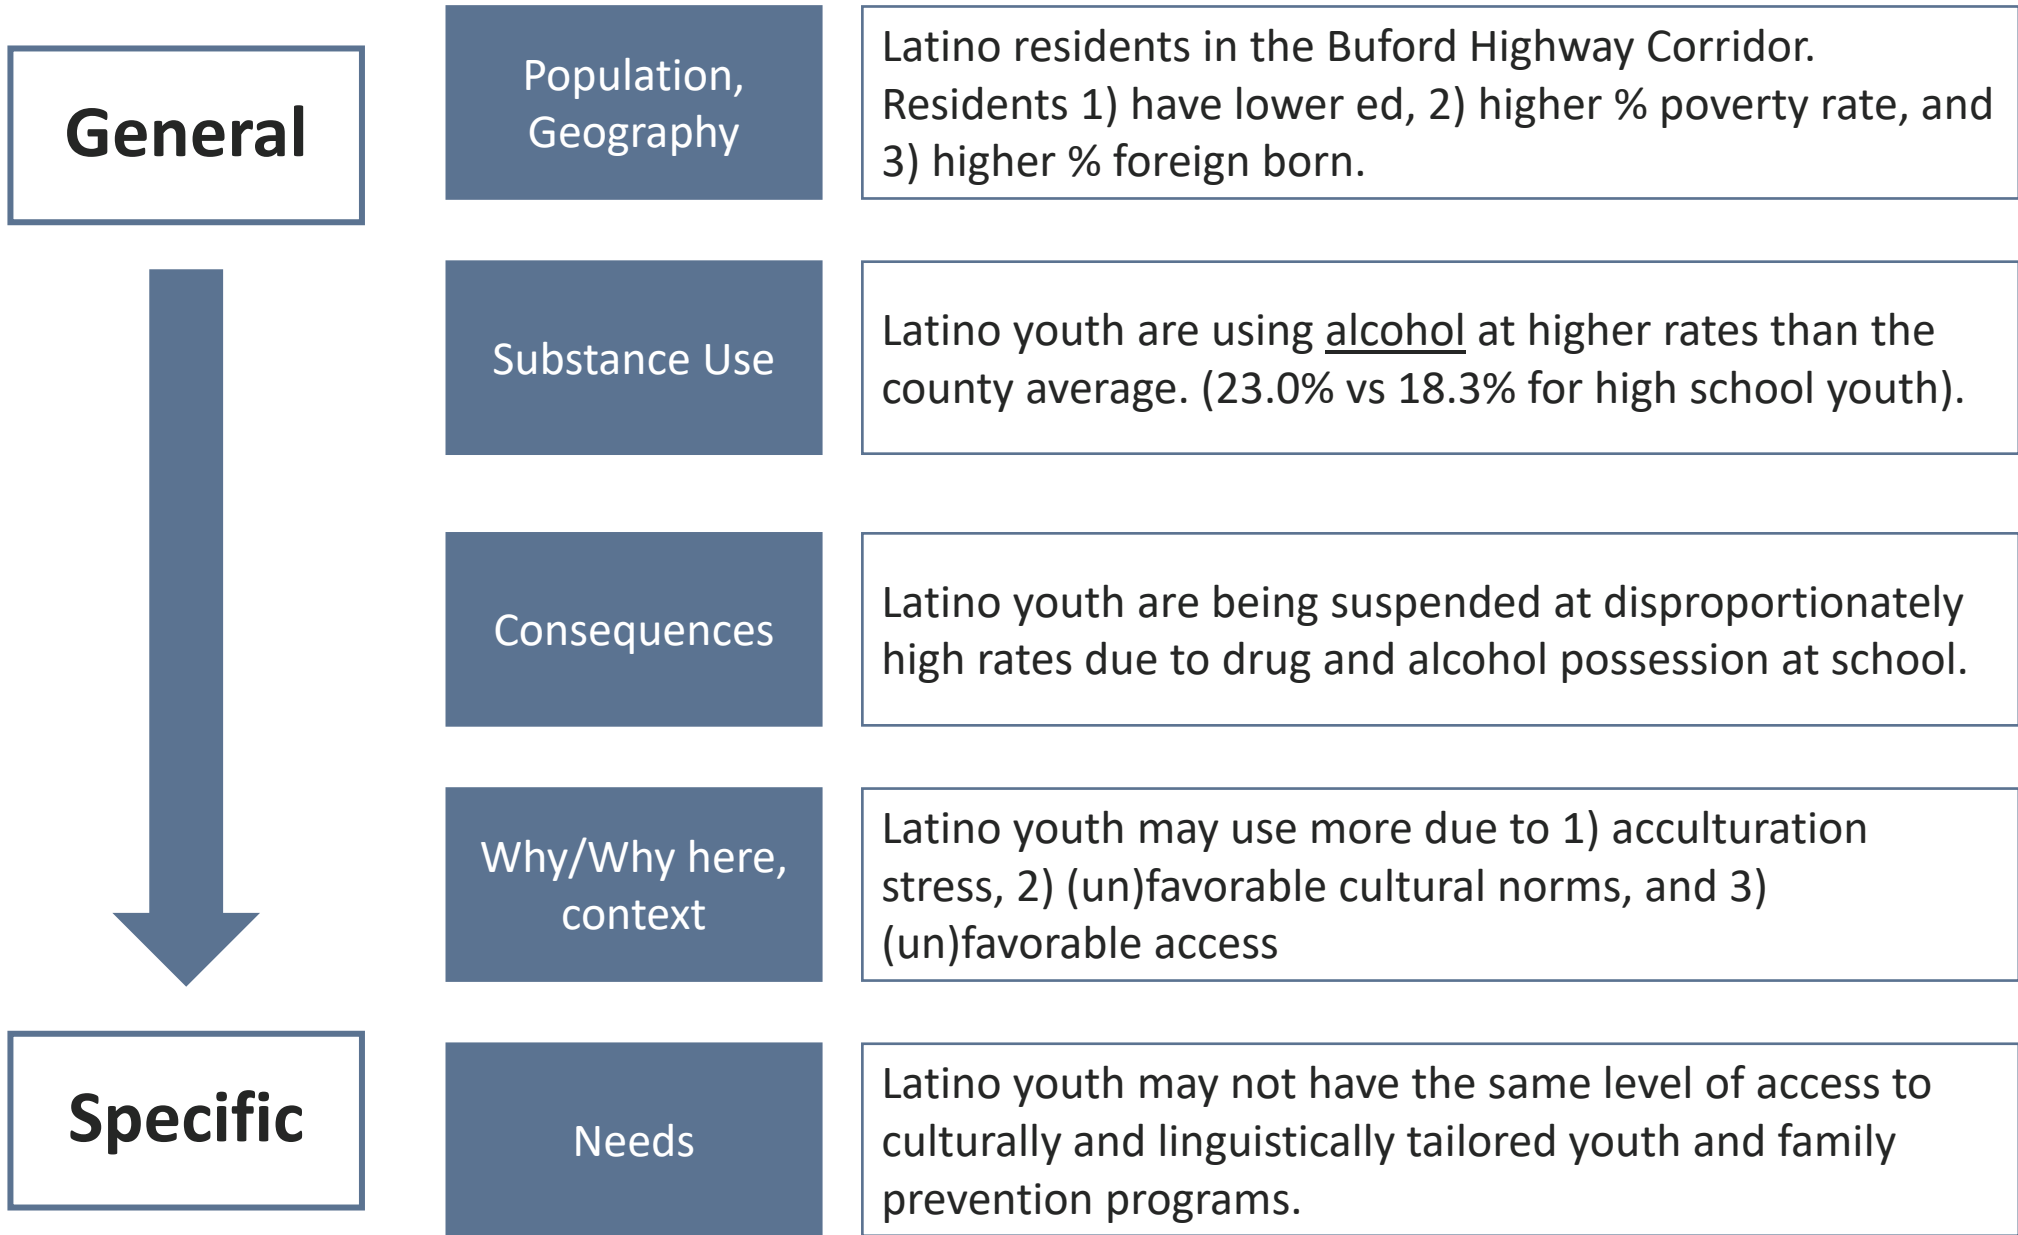 General
Population,
Geography
Latino residents in the Buford Highway Corridor.
Residents 1) have lower ed, 2) higher % poverty rate, and
3) higher % foreign born.
Substance Use
Latino youth are using alcohol at higher rates than the
county average. (23.0% vs 18.3% for high school youth).
Consequences
Latino youth are being suspended at disproportionately
high rates due to drug and alcohol possession at school.
Why/Why here,
context
Latino youth may use more due to 1) acculturation
stress, 2) (un)favorable cultural norms, and 3)
(un)favorable access
Specific
Needs
Latino youth may not have the same level of access to
culturally and linguistically tailored youth and family
prevention programs.